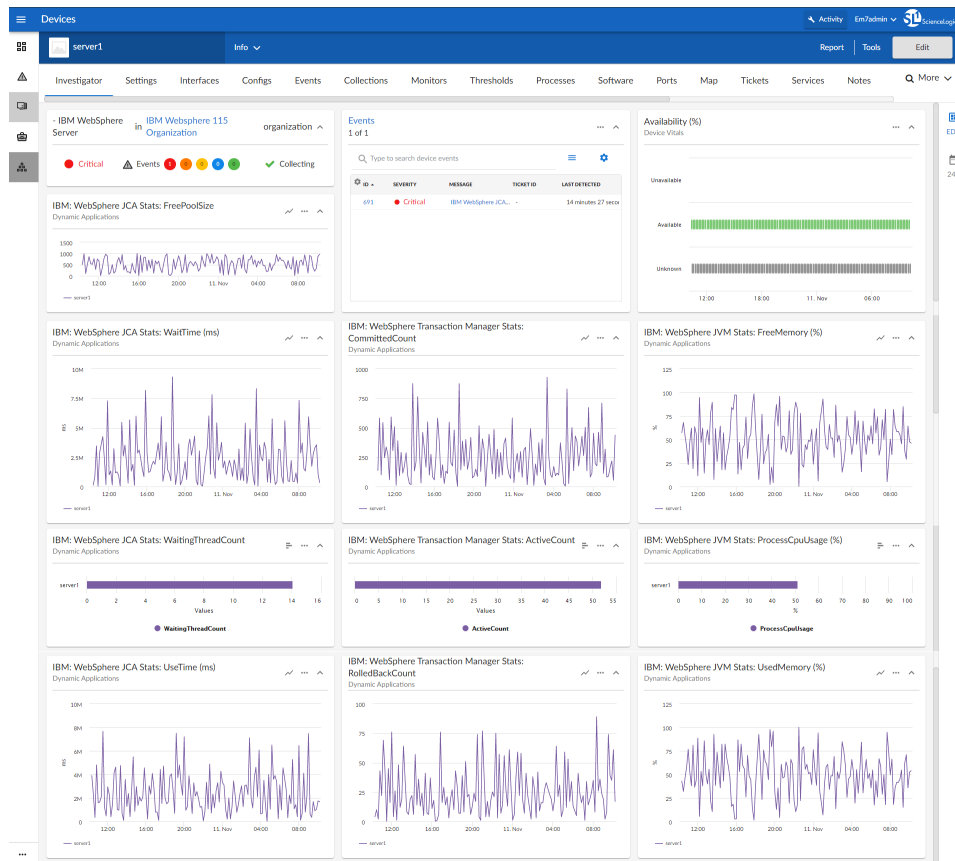 Devices
Activity
Em7admin
ScienceLogic
server1
Info
Report
Tools
Edit
Investigator
Settings
Interfaces
Configs
Events
Collections
Monitors
Thresholds
Processes
Software
Ports
Map
Tickets
Services
Notes
More
- IBM WebSphere
Server
in
IBM Websphere 115
Organization
organization
Critical
Events
1
0
0
0
0
Collecting
Events
1 of 1
Type to search device events
ID
SEVERITY
MESSAGE
TICKET ID
LAST DETECTED
691
Critical
IBM WebSphere JCA...
-
14 minutes 27 seco
Availability (%)
Device Vitals
Unavailable
Available
Unknown
12:00 18:00 11. Nov 06:00
ED
24
IBM: WebSphere JCA Stats: FreePoolSize
Dynamic Applications
1500
1000
500
0
12:00 16:00 20:00 11. Nov 04:00 08:00
server1
IBM: WebSphere JCA Stats: WaitTime (ms)
Dynamic Applications
10M
7.5M
5M
2.5M
0
ms
12:00 16:00 20:00 11. Nov 04:00 08:00
server1
IBM: WebSphere Transaction Manager Stats:
CommittedCount
Dynamic Applications
1000
750
500
250
0
12:00 16:00 20:00 11. Nov 04:00 08:00
server1
IBM: WebSphere JVM Stats: FreeMemory (%)
Dynamic Applications
125
100
75
50
25
0
%
12:00 16:00 20:00 11. Nov 04:00 08:00
server1
IBM: WebSphere JCA Stats: WaitingThreadCount
Dynamic Applications
server1
0 2 4 6 8 10 12 14 16
Values
WaitingThreadCount
IBM: WebSphere Transaction Manager Stats: ActiveCount
Dynamic Applications
0 5 10 15 20 25 30 35 40 45 50 55
Values
ActiveCount
IBM: WebSphere JVM Stats: ProcessCpuUsage (%)
Dynamic Applications
server1
0 10 20 30 40 50 60 70 80 90 100
%
ProcessCpuUsage
IBM: WebSphere JCA Stats: UseTime (ms)
Dynamic Applications
10M
8M
6M
4M
2M
0
ms
12:00 16:00 20:00 11. Nov 04:00 08:00
server1
IBM: WebSphere Transaction Manager Stats:
RolledBackCount
Dynamic Applications
100
75
50
25
0
12:00 16:00 20:00 11. Nov 04:00 08:00
server1
IBM: WebSphere JVM Stats: UsedMemory (%)
Dynamic Applications
125
100
75
50
25
0
%
12:00 16:00 20:00 11. Nov 04:00 08:00
server1